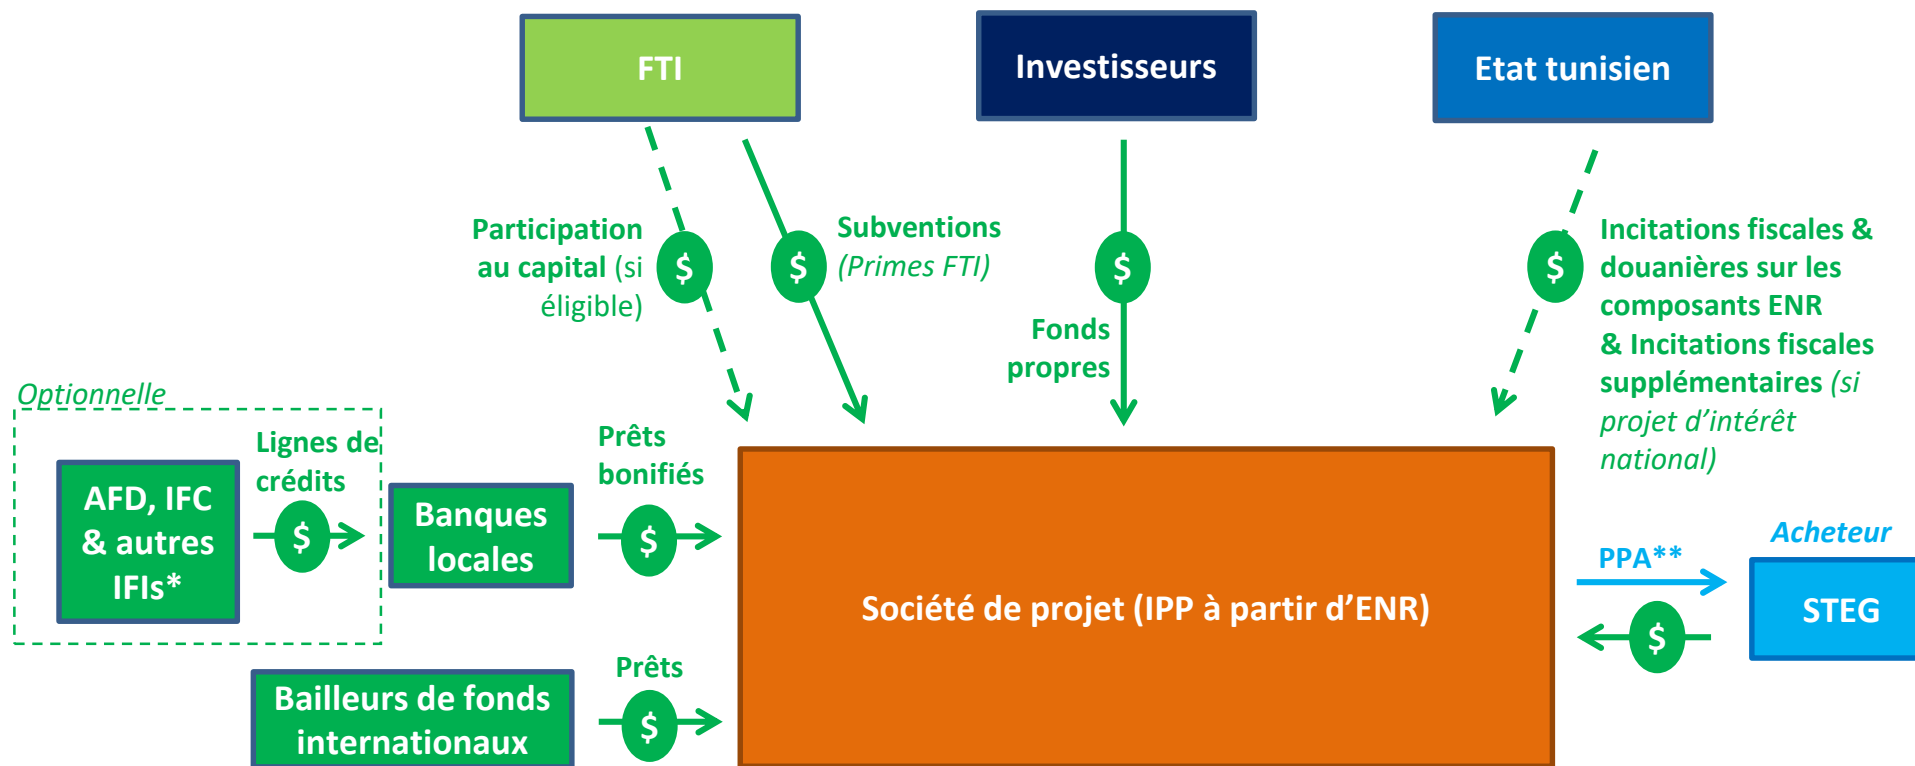 FTI
Investisseurs
Etat tunisien
Participation
au capital (si
éligible)
$
$
Subventions
(Primes FTI)
$
Fonds
propres
$
Incitations fiscales &
douanières sur les
composants ENR
& Incitations fiscales
supplémentaires (si
projet d’intérêt
national)
Optionnelle
AFD, IFC
& autres
IFIs*
Lignes de
crédits
$
Banques
locales
Prêts
bonifiés
$
Bailleurs de fonds
internationaux
Prêts
$
Société de projet (IPP à partir d’ENR)
PPA**
$
Acheteur
STEG